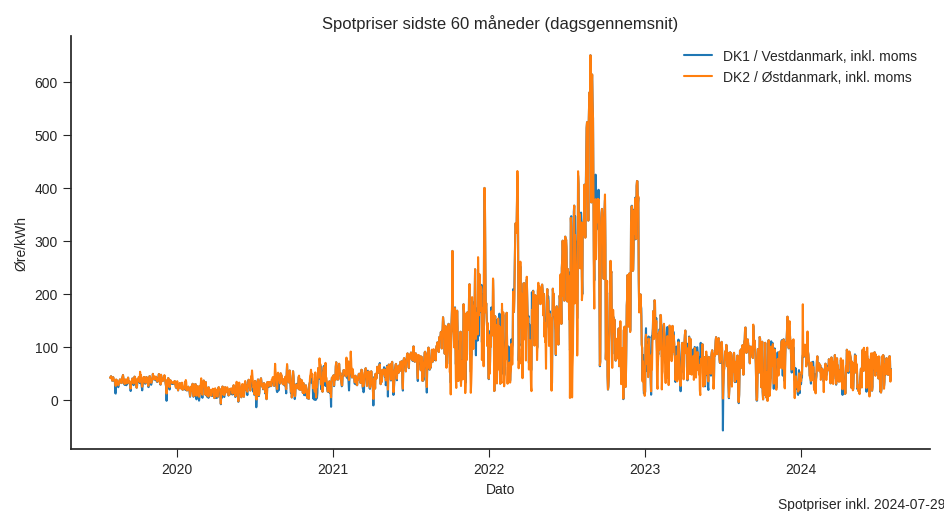 Spotpriser sidste 60 måneder (dagsgennemsnit)
DK1 / Vestdanmark, inkl. moms
DK2 / Østdanmark, inkl. moms
Øre/kWh
600
500
400
300
200
100
0
2020 2021 2022 2023 2024
Dato
Spotpriser inkl. 2024-07-29